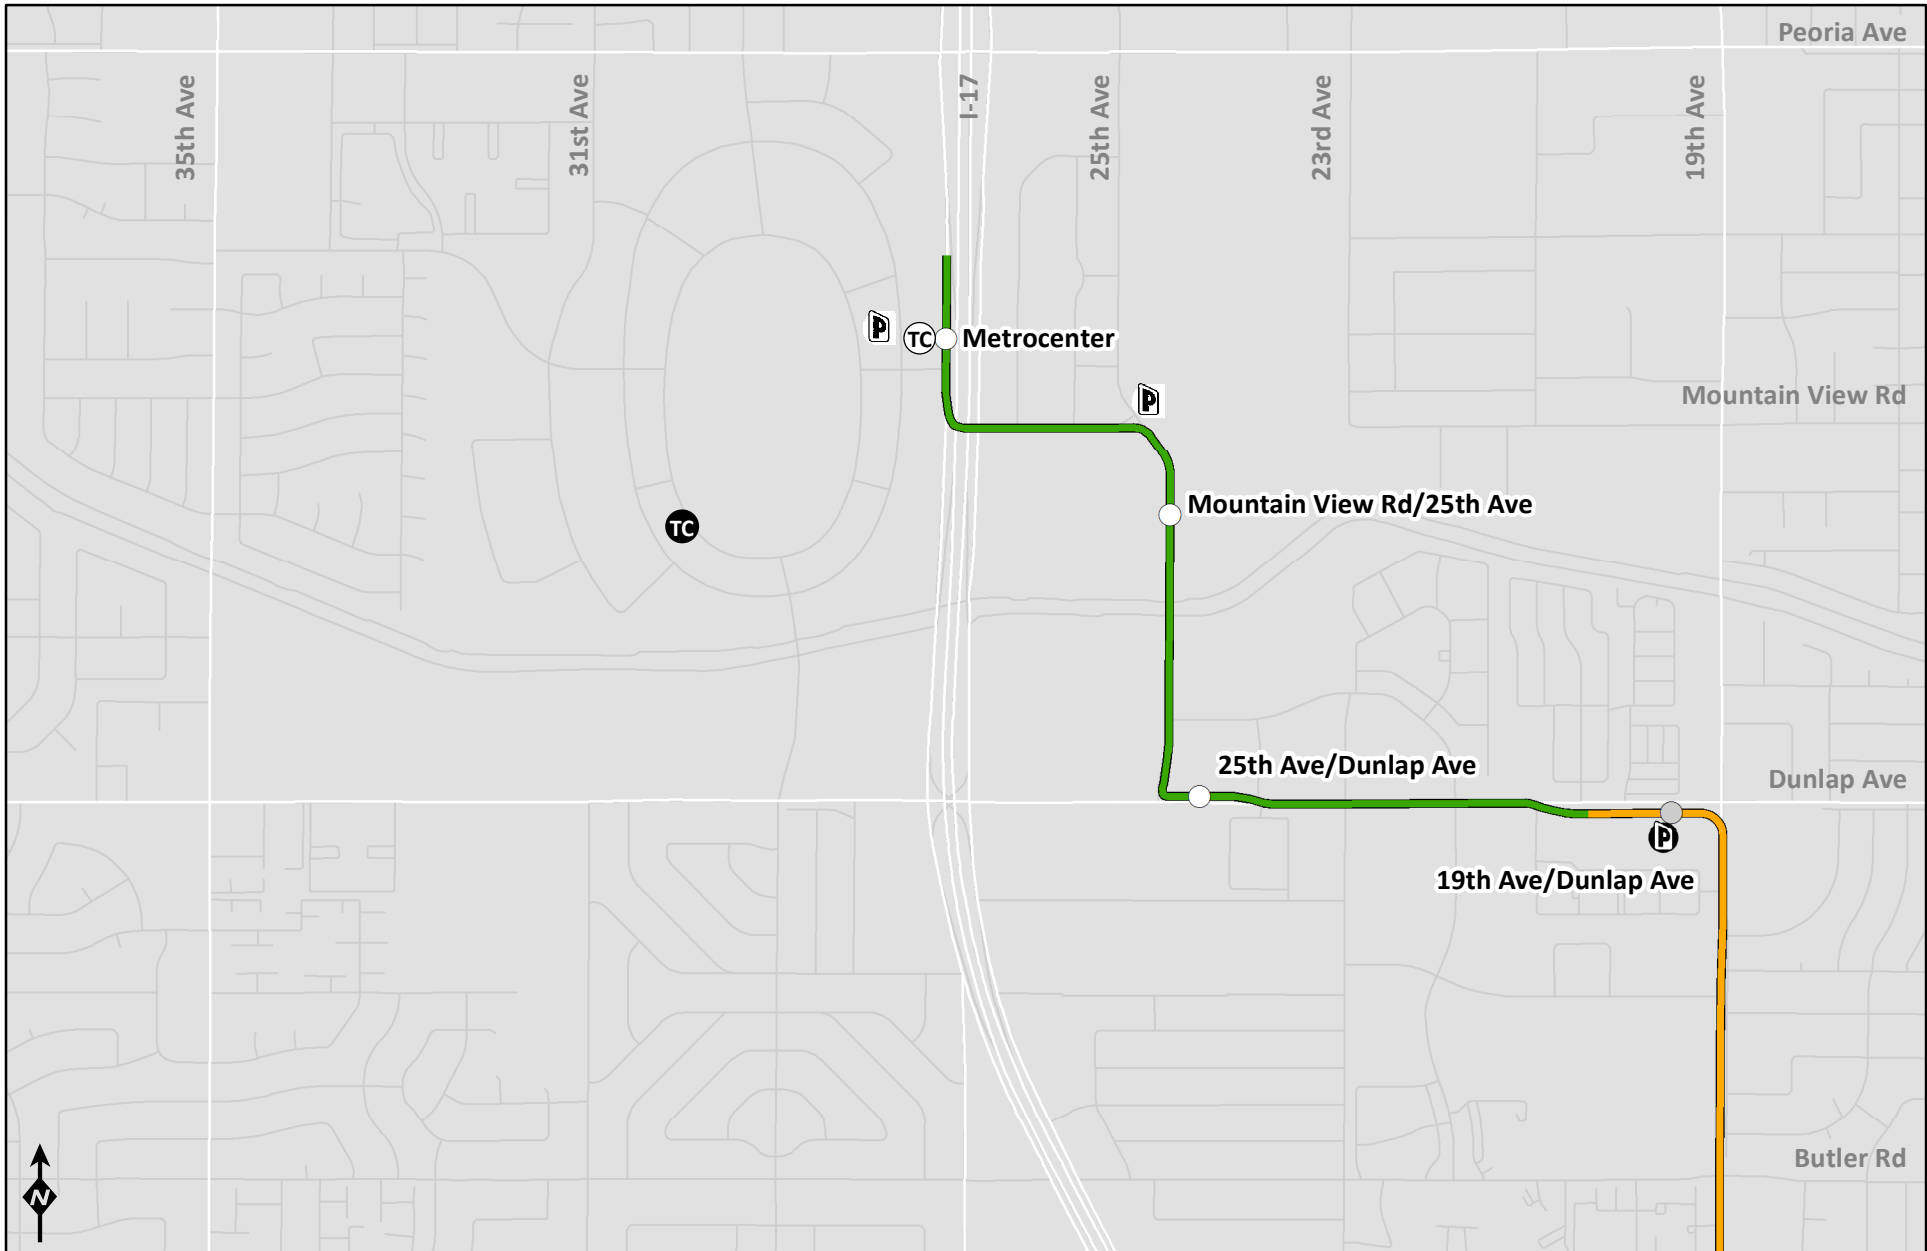 Peoria Ave
35th Ave
31st Ave
I-17
25th Ave
23rd Ave
19th Ave
P
TC
Metrocenter
P
Mountain View Rd
Mountain View Rd/25th Ave
TC
25th Ave/Dunlap Ave
Dunlap Ave
P
19th Ave/Dunlap Ave
Butler Rd
N